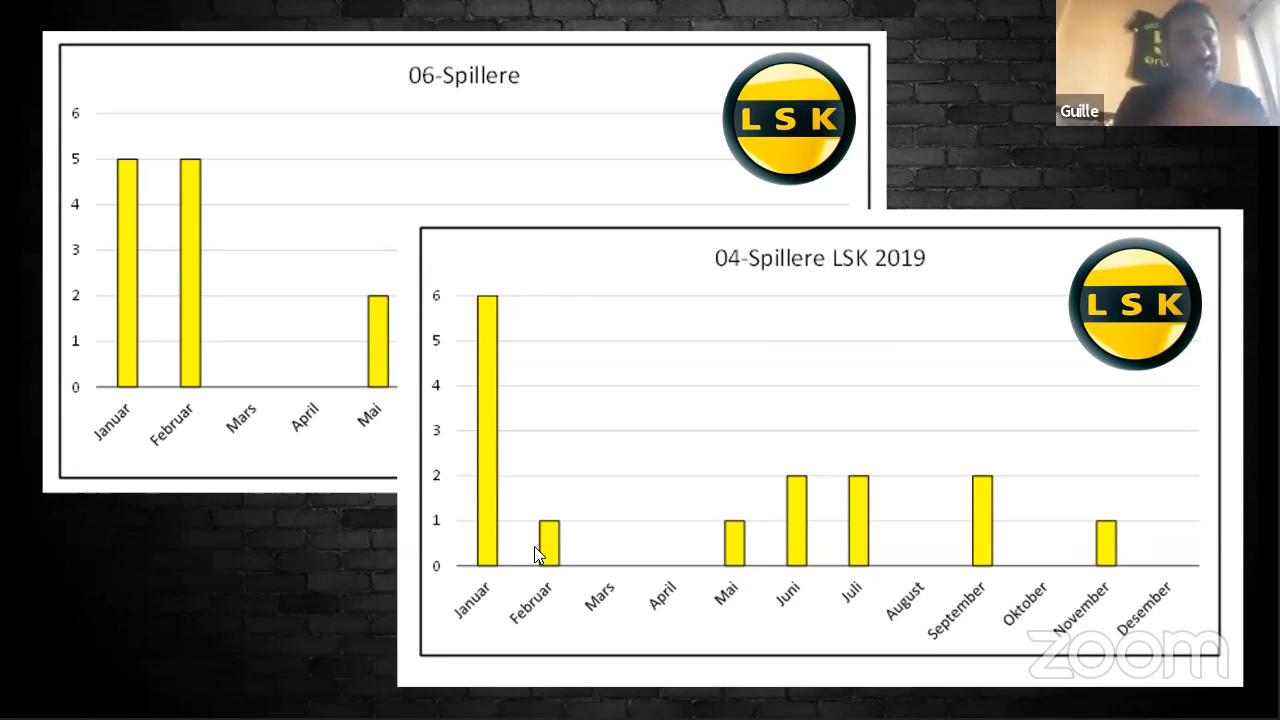 06-Spillere
L S K
6
5
4
3
2
1
0
Januar
Februar
Mars
April
Mai
04-Spillere LSK 2019
L S K
6
5
4
3
2
1
0
Januar
Februar
Mars
April
Mai
Juni
Juli
August
September
Oktober
November
Desember
Guille
zoom